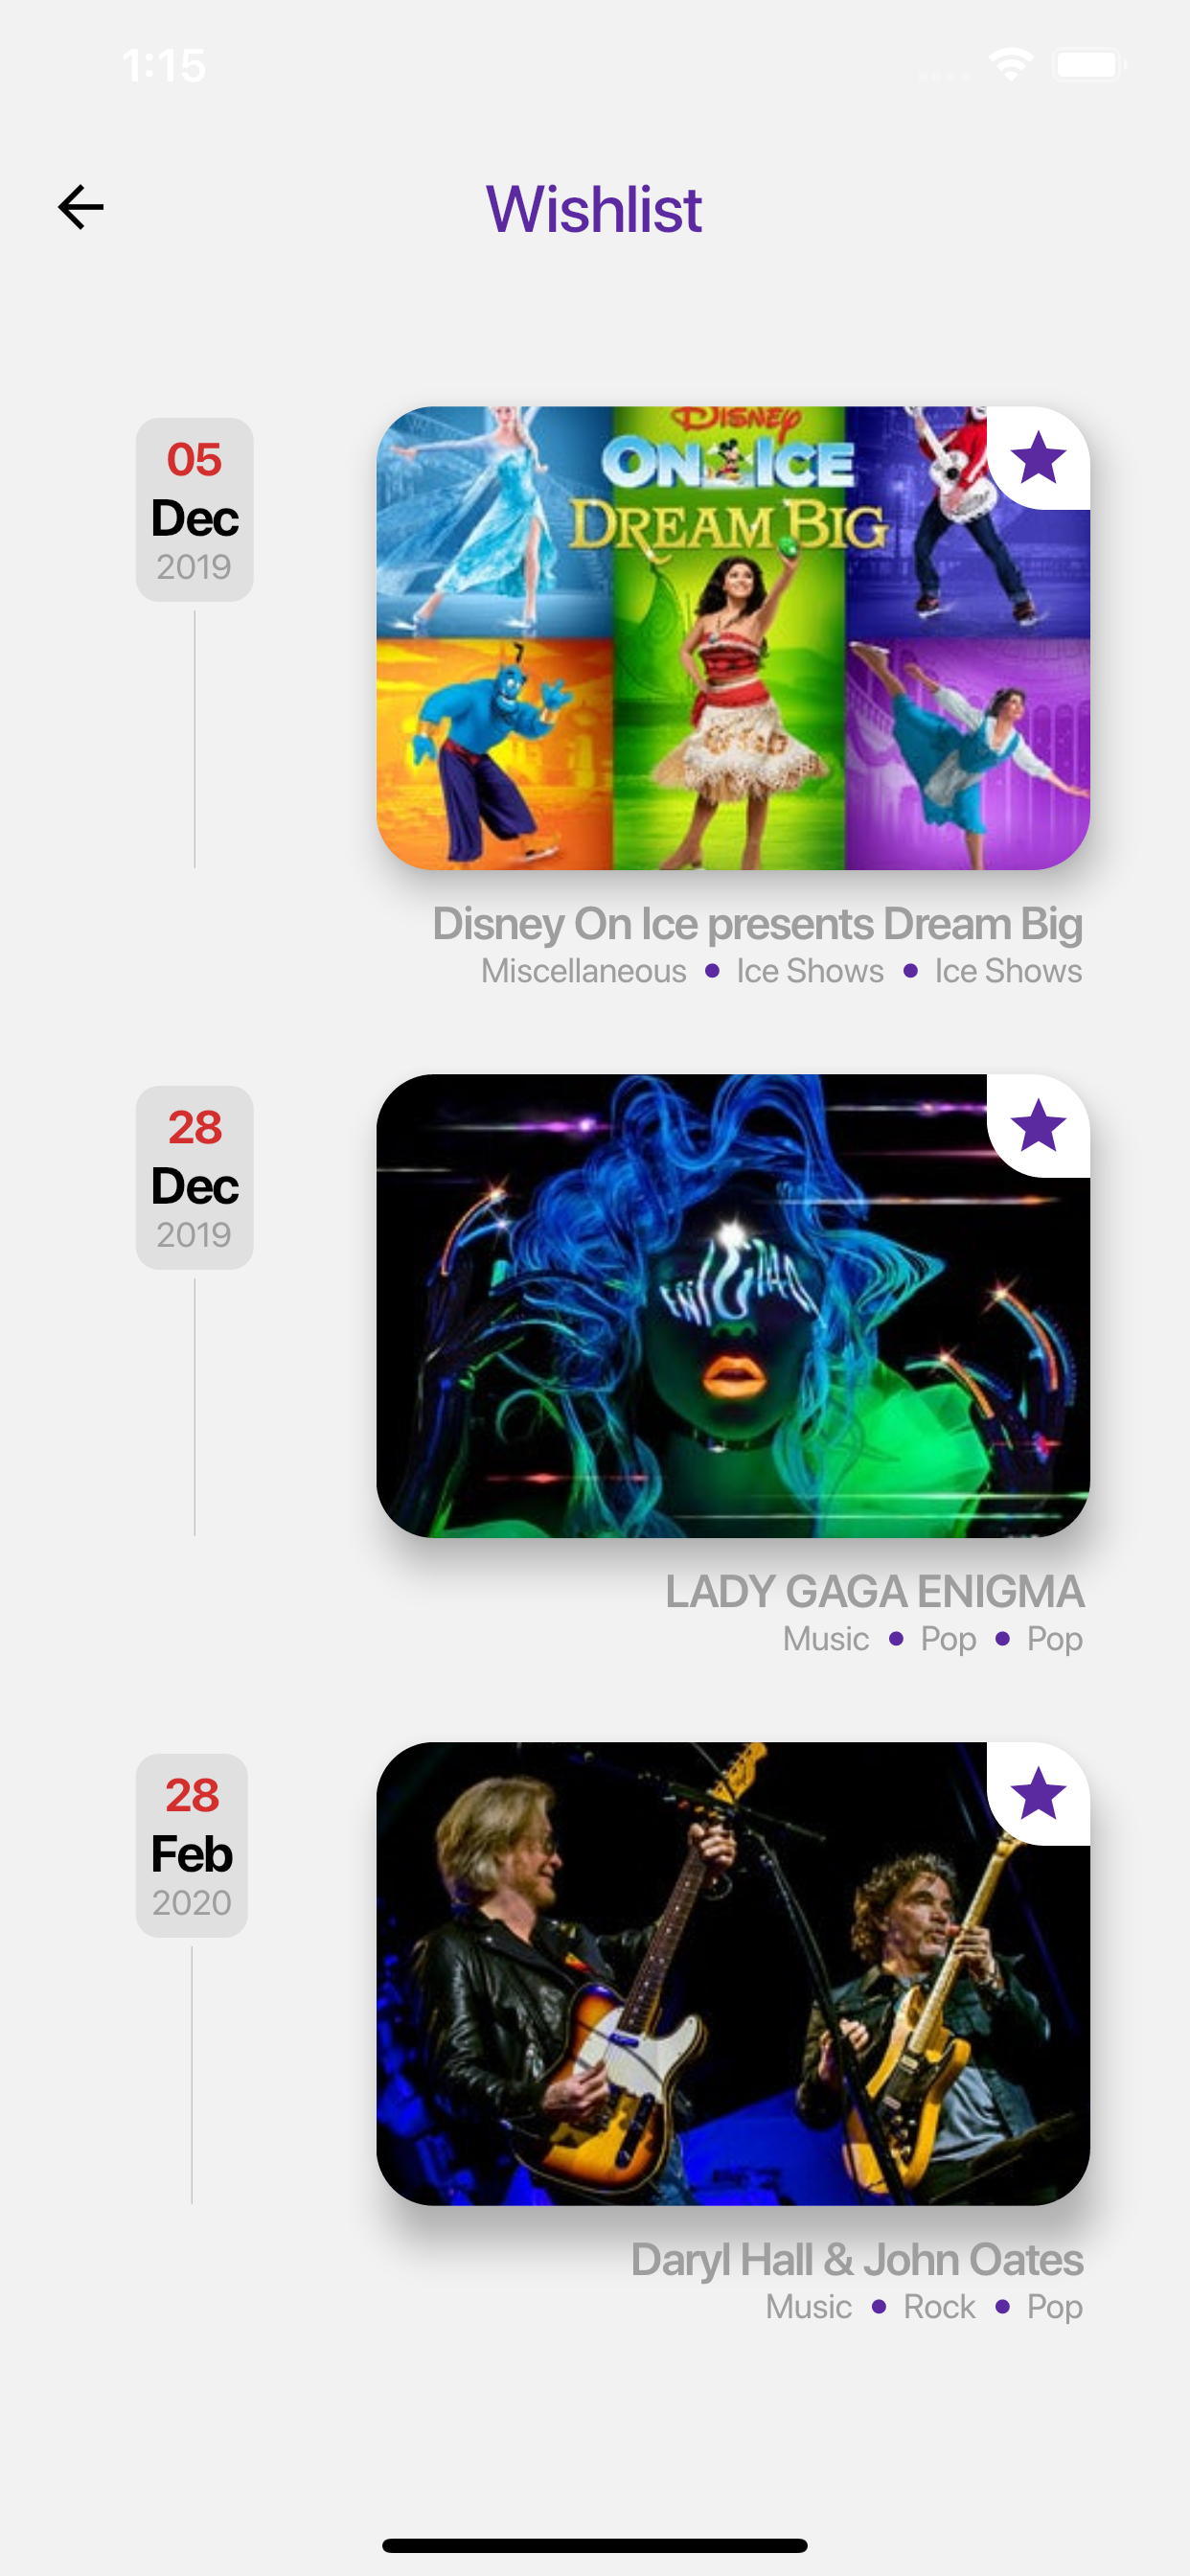 1:15
Wishlist
05
Dec
2019
DISNEY
ON ICE
DREAM BIG
Disney On Ice presents Dream Big
Miscellaneous • Ice Shows • Ice Shows
28
Dec
2019
ENIGMA
LADY GAGA ENIGMA
Music • Pop • Pop
28
Feb
2020
Daryl Hall & John Oates
Music • Rock • Pop